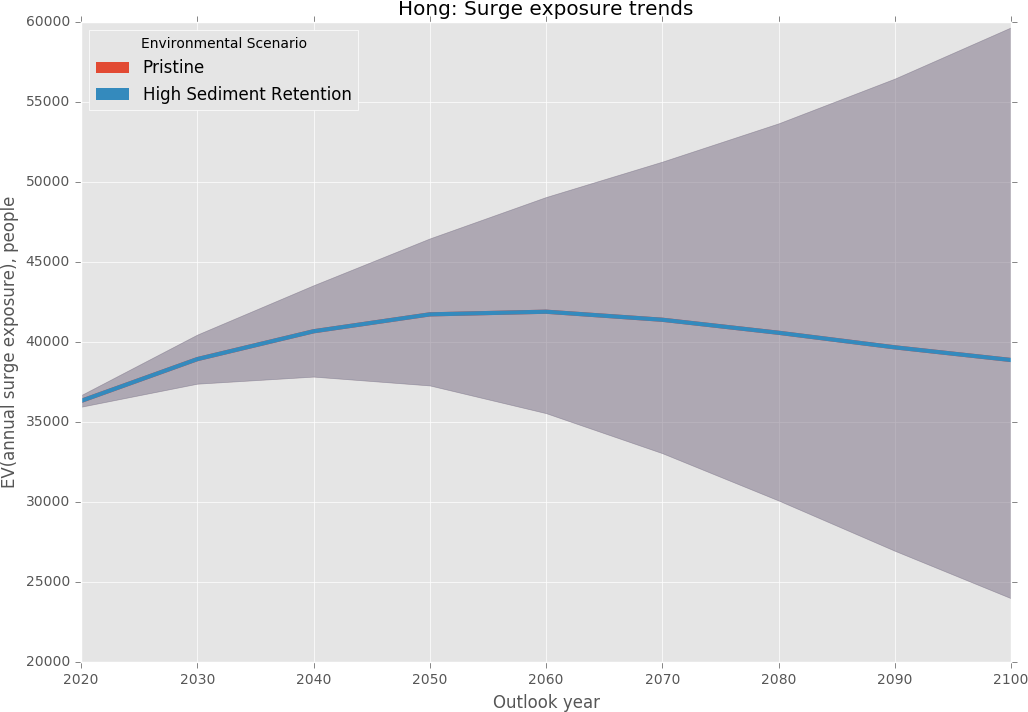 Hong: Surge exposure trends
Environmental Scenario
Pristine
High Sediment Retention
EV(annual surge exposure), people
60000
55000
50000
45000
40000
35000
30000
25000
20000
2020 2030 2040 2050 2060 2070 2080 2090 2100
Outlook year